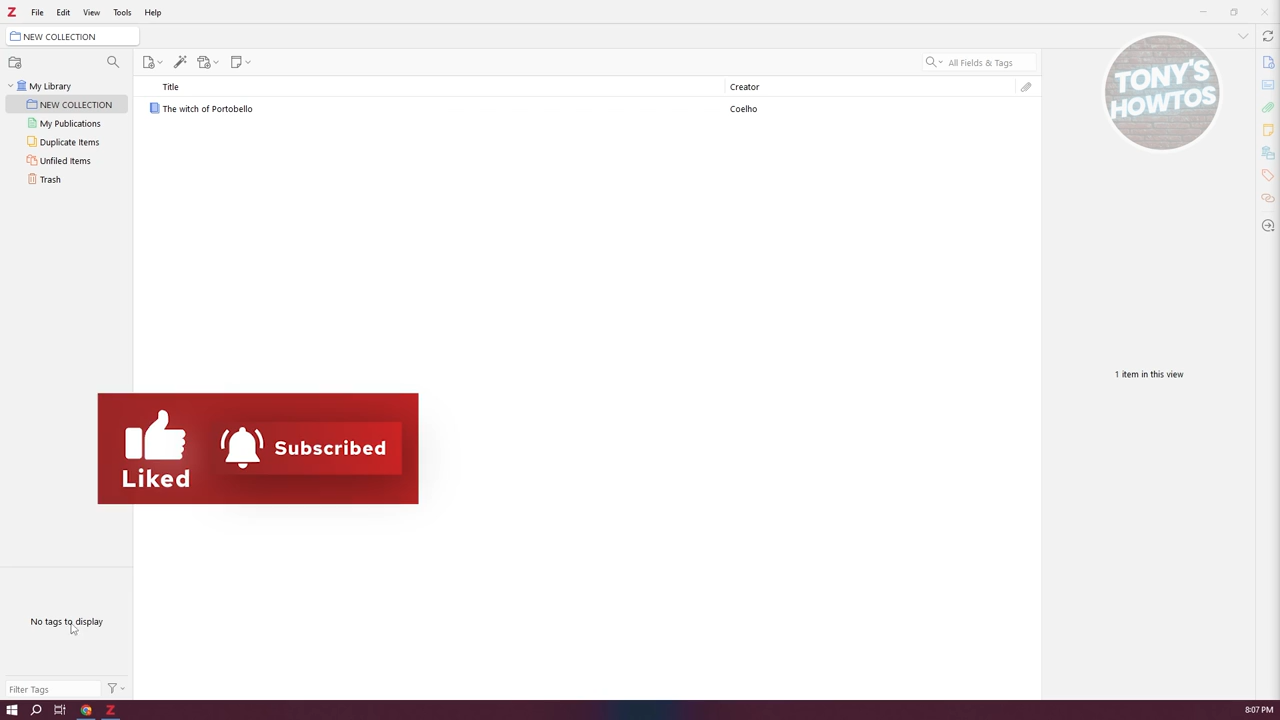 Z File Edit View Tools Help
NEW COLLECTION
All Fields & Tags
TONY'S
HOWTOS
My Library
NEW COLLECTION
My Publications
Duplicate Items
Unfiled Items
Trash
Title Creator
The witch of Portobello Coelho
1 item in this view
Liked
Subscribed
No tags to display
Filter Tags
Z
8:07 PM